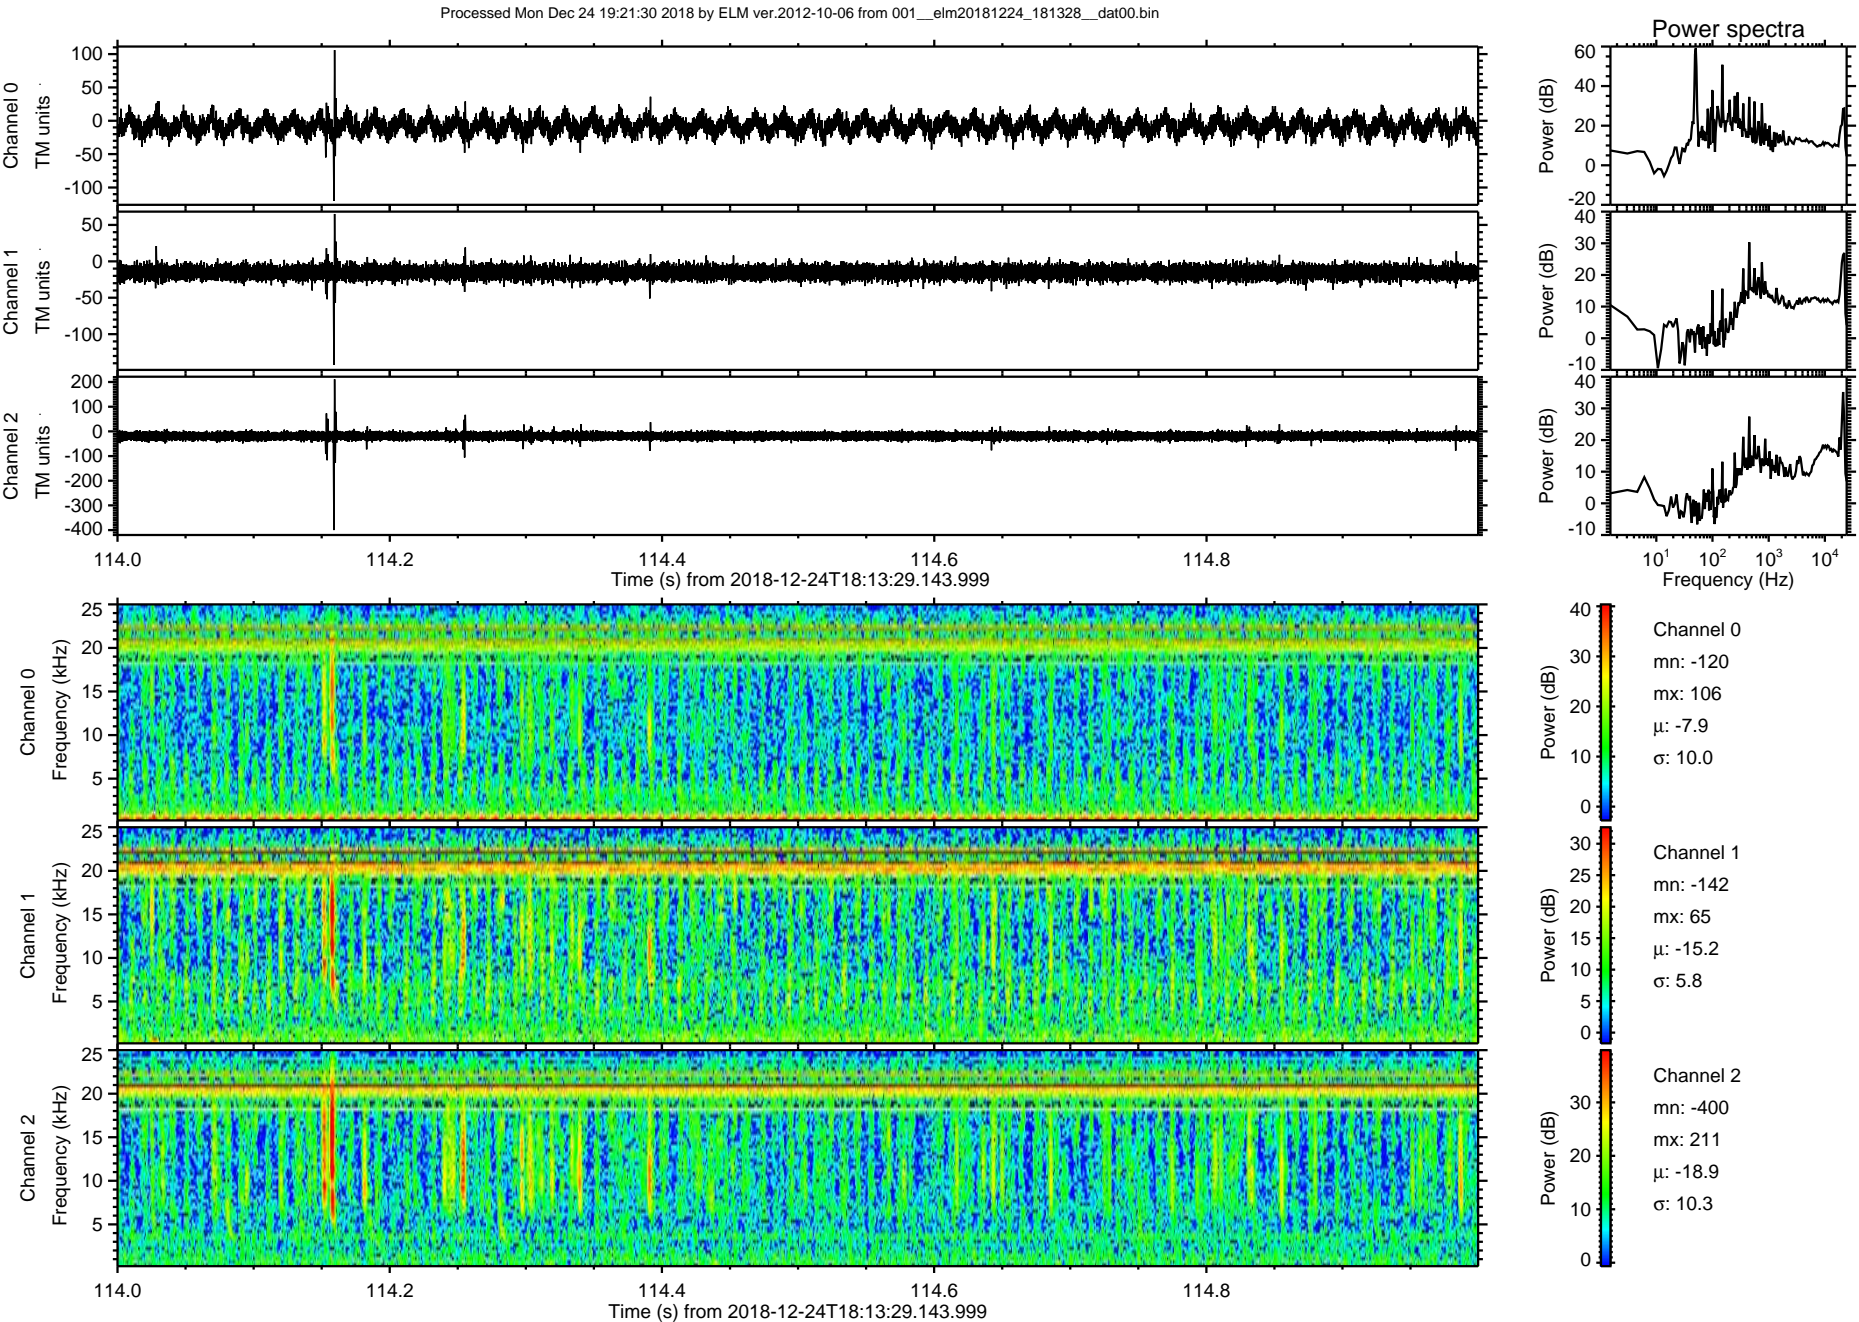 Processed Mon Dec 24 19:21:30 2018 by ELM ver.2012-10-06 from 001__elm20181224_181328__dat00.bin
Power spectra
Channel 0
TM units
100
50
0
-50
-100
Power (dB)
60
40
20
0
-20
Channel 1
TM units
50
0
-50
-100
Power (dB)
40
30
20
10
0
-10
Channel 2
TM units
200
100
0
-100
-200
-300
-400
Power (dB)
40
30
20
10
0
-10
114.0 114.2 114.4 114.6 114.8
Time (s) from 2018-12-24T18:13:29.143.999
10¹ 10² 10³ 10⁴
Frequency (Hz)
Channel 0
Frequency (kHz)
25
20
15
10
5
Power (dB)
40
30
20
10
0
Channel 0
mn: -120
mx: 106
μ: -7.9
σ: 10.0
Channel 1
Frequency (kHz)
25
20
15
10
5
Power (dB)
30
25
20
15
10
5
0
Channel 1
mn: -142
mx: 65
μ: -15.2
σ: 5.8
Channel 2
Frequency (kHz)
25
20
15
10
5
Power (dB)
30
20
10
0
Channel 2
mn: -400
mx: 211
μ: -18.9
σ: 10.3
114.0 114.2 114.4 114.6 114.8
Time (s) from 2018-12-24T18:13:29.143.999